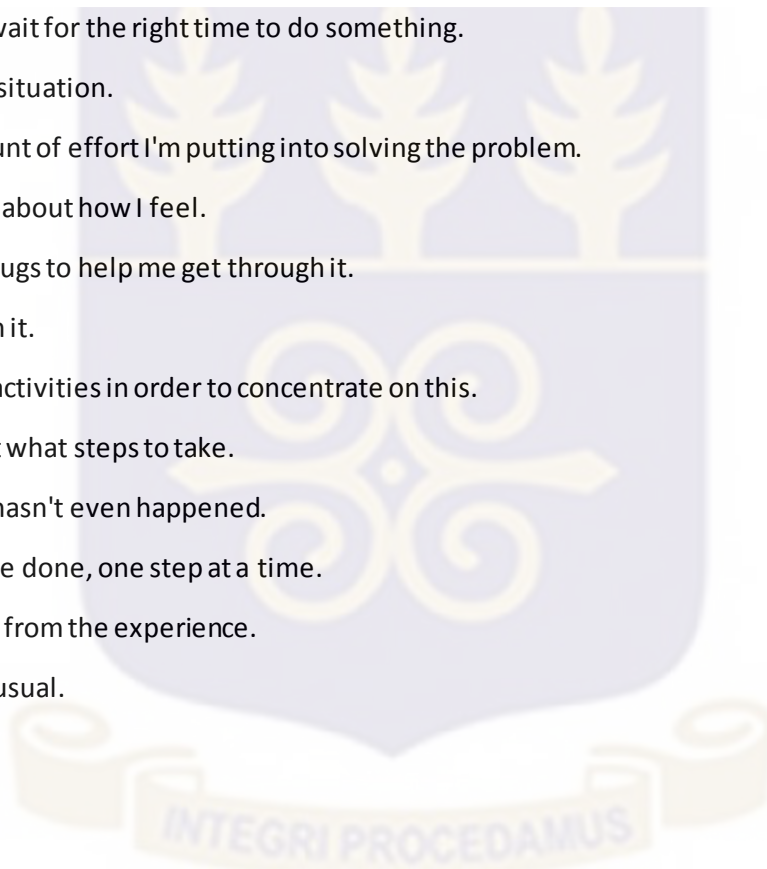 wait for the right time to do something.
situation.
unt of effort I'm putting into solving the problem.
about how I feel.
ugs to help me get through it.
it.
activities in order to concentrate on this.
what steps to take.
hasn't even happened.
e done, one step at a time.
from the experience.
usual.
INTEGRI PROCEDAMUS